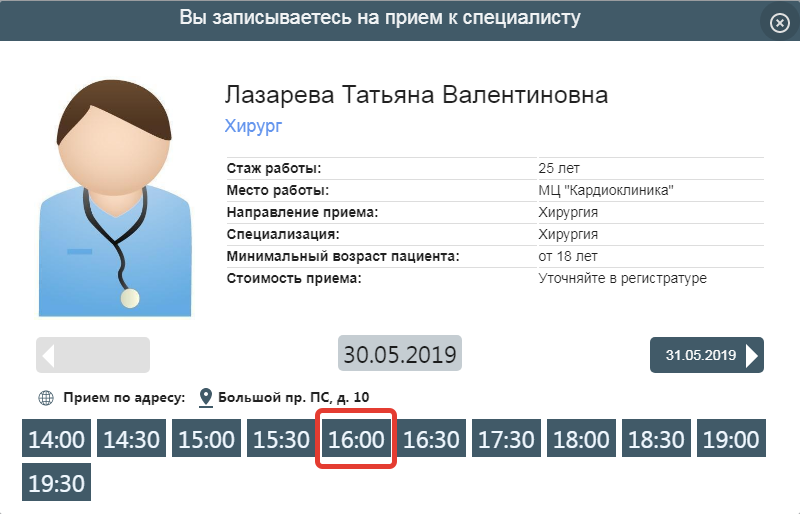 Вы записываетесь на прием к специалисту
Лазарева Татьяна Валентиновна
Хирург
Стаж работы: 25 лет
Место работы: МЦ "Кардиоклиника"
Направление приема: Хирургия
Специализация: Хирургия
Минимальный возраст пациента: от 18 лет
Стоимость приема: Уточняйте в регистратуре
30.05.2019 31.05.2019
Прием по адресу: Большой пр. ПС, д. 10
14:00 14:30 15:00 15:30 16:00 16:30 17:30 18:00 18:30 19:00
19:30